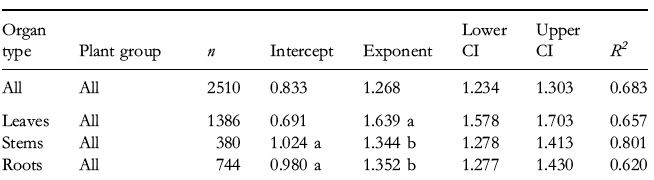 Organ Lower Upper
type Plant group n Intercept Exponent CI CI R²
All All 2510 0.833 1.268 1.234 1.303 0.683
Leaves All 1386 0.691 1.639 a 1.578 1.703 0.657
Stems All 380 1.024 a 1.344 b 1.278 1.413 0.801
Roots All 744 0.980 a 1.352 b 1.277 1.430 0.620